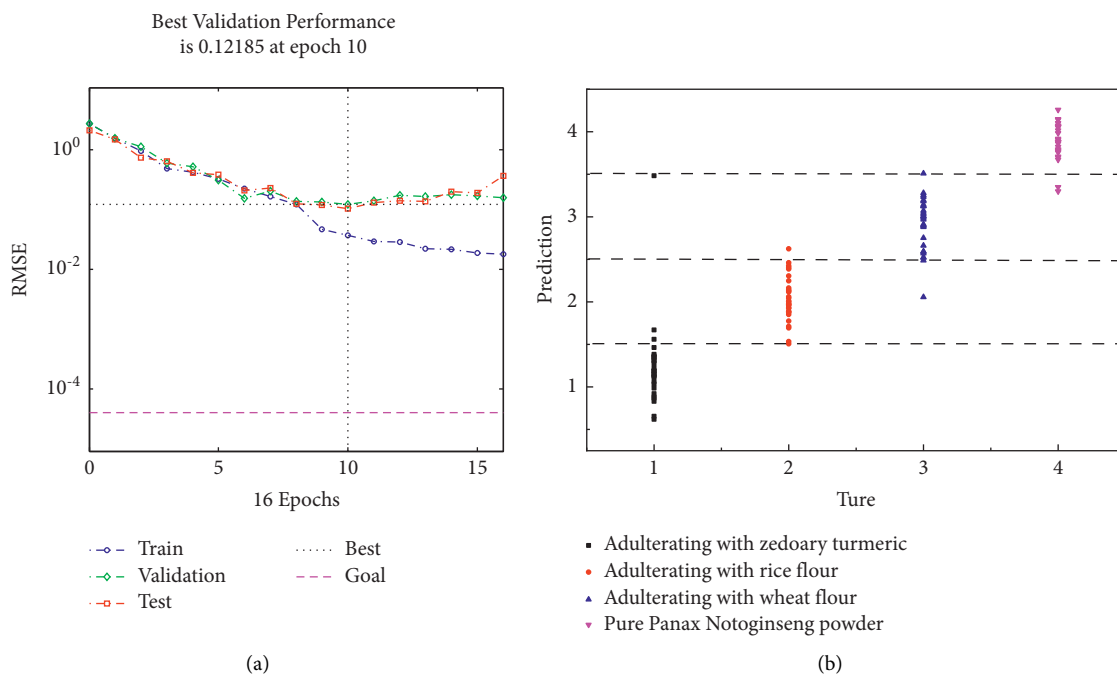 Best Validation Performance
is 0.12185 at epoch 10
RMSE
10^0
10^-2
10^-4
0 5 10 15
16 Epochs
Train
Validation
Test
Best
Goal
(a)
Prediction
4
3
2
1
1 2 3 4
Ture
Adulterating with zedoary turmeric
Adulterating with rice flour
Adulterating with wheat flour
Pure Panax Notoginseng powder
(b)